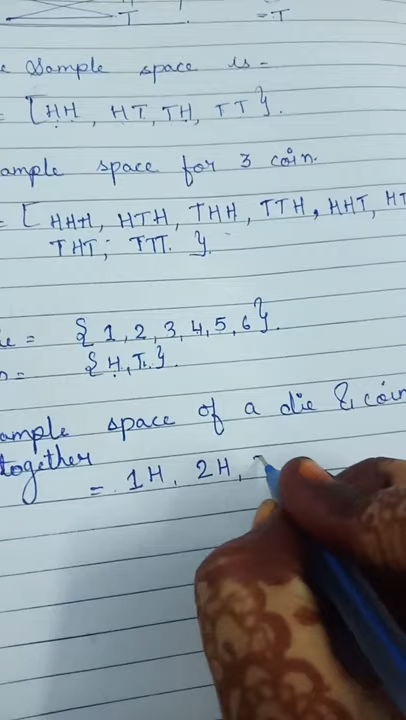 T = T
Sample space is -
= [HH, HT, TH, TT}.
ample space for 3 coin.
= [HHH, HTH, THH, TTH, HHT, HT
THT; TTT. }
= {1, 2, 3, 4, 5, 6}.
= {H, T.}
ample space of a die & coin
together
= 1H, 2H,